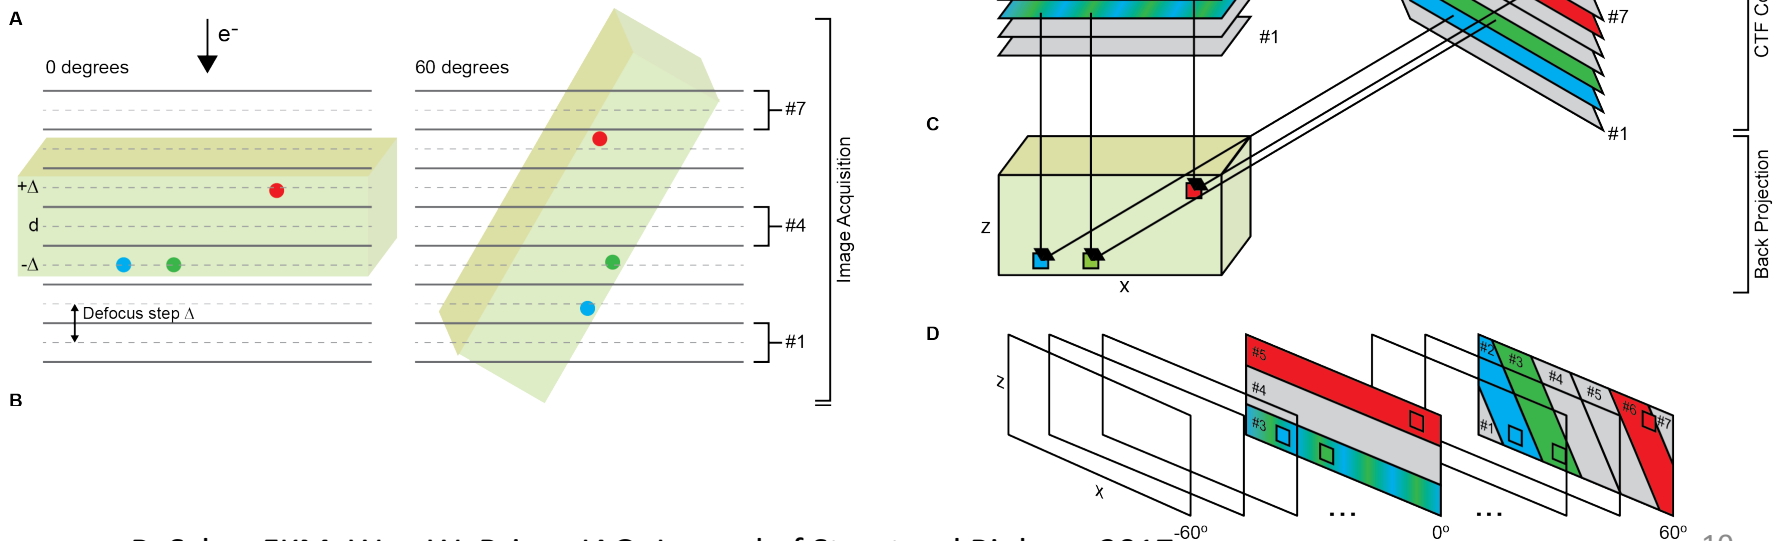 A
e-
0 degrees
60 degrees
#7
+Δ
d
#4
-Δ
Defocus step Δ
#1
Image Acquisition
B
#1
#7
#1
CTF
C
z
x
Back Projection
D
z
x
#5
#4
#3
#2
#3
#4
#5
#6
#7
#1
...
...
-60º
0º
60º